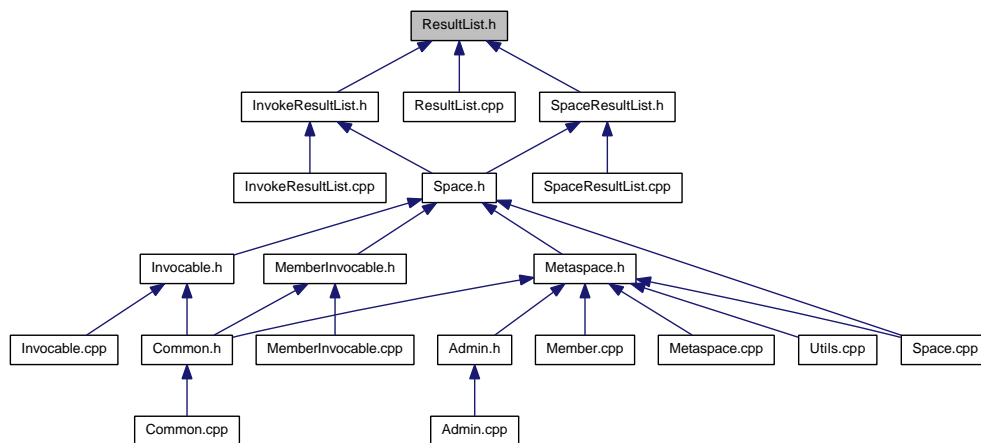 ResultList.h
InvokeResultList.h
ResultList.cpp
SpaceResultList.h
InvokeResultList.cpp
Space.h
SpaceResultList.cpp
Invocable.h
MemberInvocable.h
Metaspace.h
Invocable.cpp
Common.h
MemberInvocable.cpp
Admin.h
Member.cpp
Metaspace.cpp
Utils.cpp
Space.cpp
Common.cpp
Admin.cpp